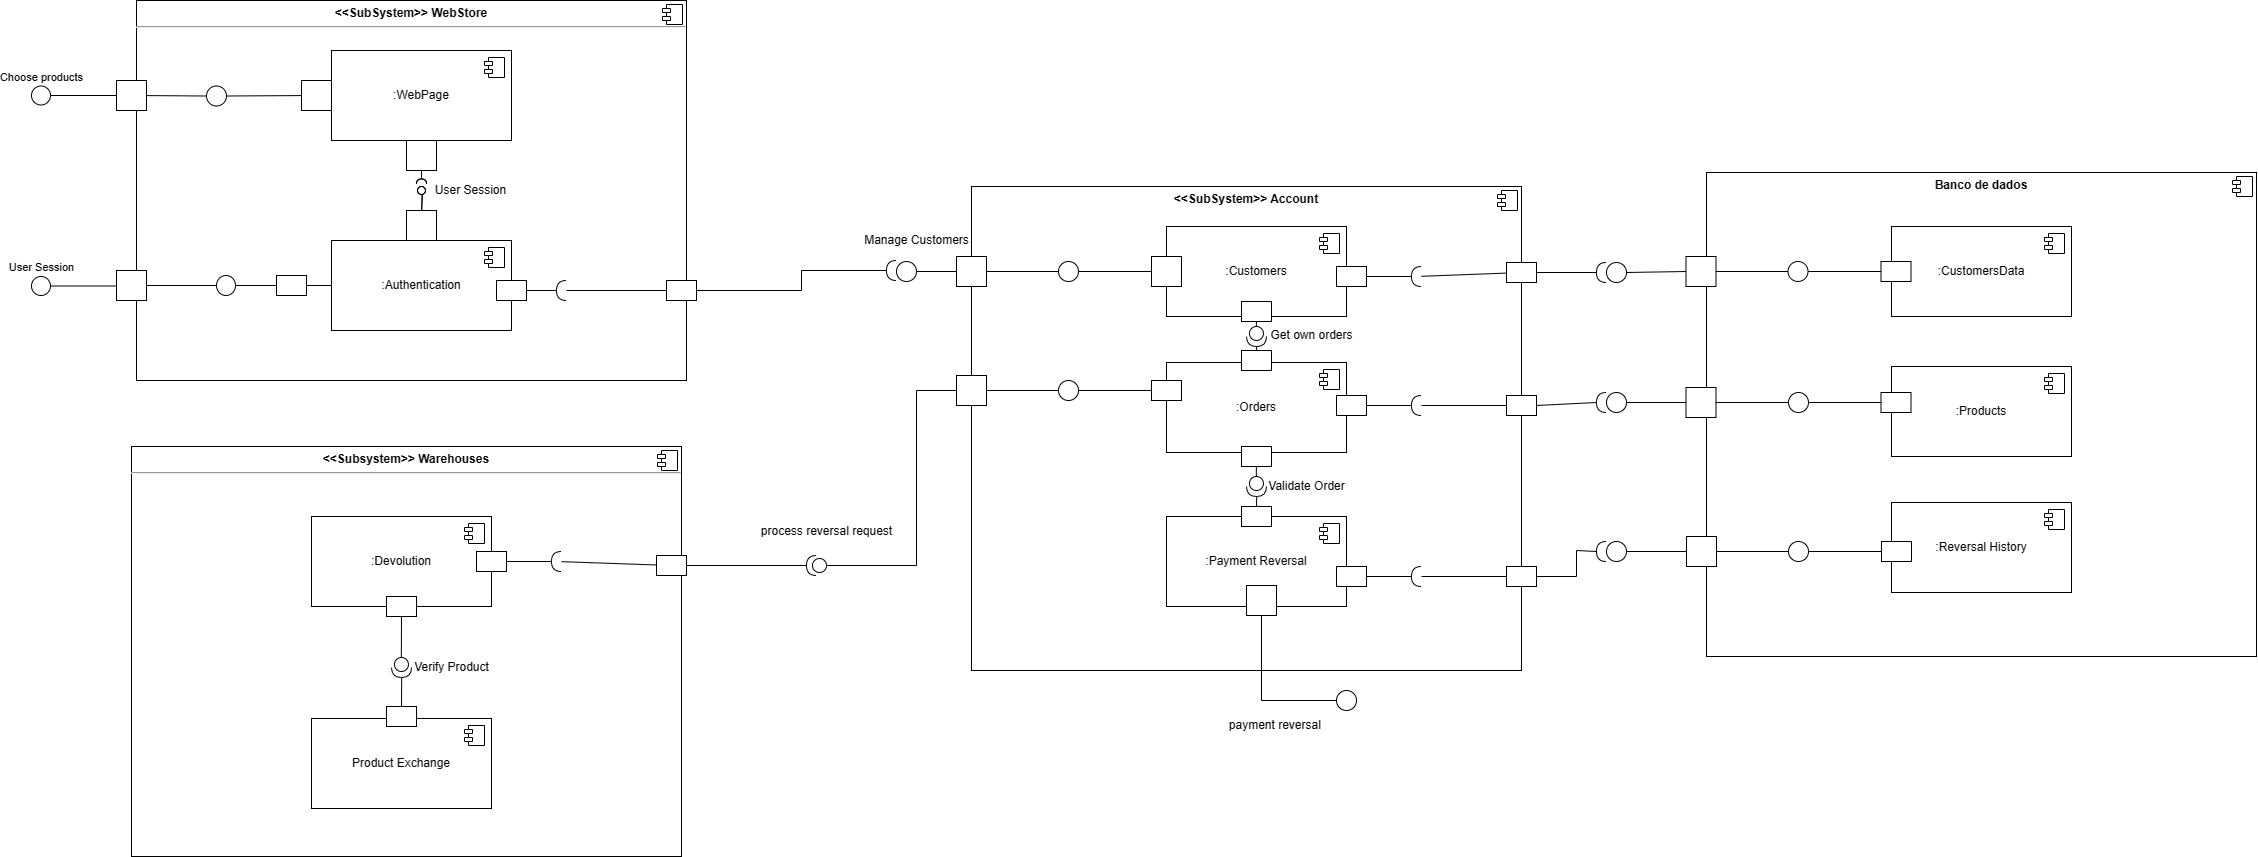 <<SubSystem>> WebStore
Choose products
:WebPage
User Session
User Session
:Authentication
Manage Customers
<<SubSystem>> Account
:Customers
Get own orders
:Orders
Validate Order
:Payment Reversal
payment reversal
Banco de dados
:CustomersData
:Products
:Reversal History
<<Subsystem>> Warehouses
:Devolution
process reversal request
Verify Product
Product Exchange